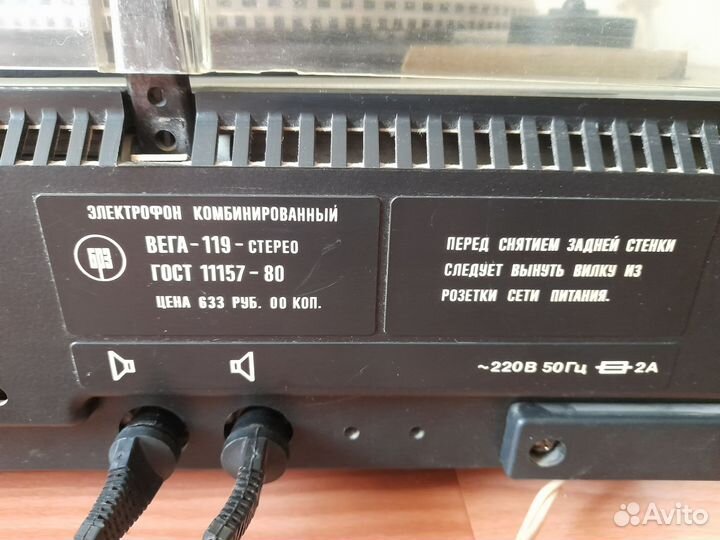 ЭЛЕКТРОФОН КОМБИНИРОВАННЫЙ
БРЗ
ВЕГА-119-СТЕРЕО
ГОСТ 11157-80
ЦЕНА 633 РУБ. 00 КОП.
ПЕРЕД СНЯТИЕМ ЗАДНЕЙ СТЕНКИ
СЛЕДУЕТ ВЫНУТЬ ВИЛКУ ИЗ
РОЗЕТКИ СЕТИ ПИТАНИЯ.
~220В 50Гц 2А
Avito